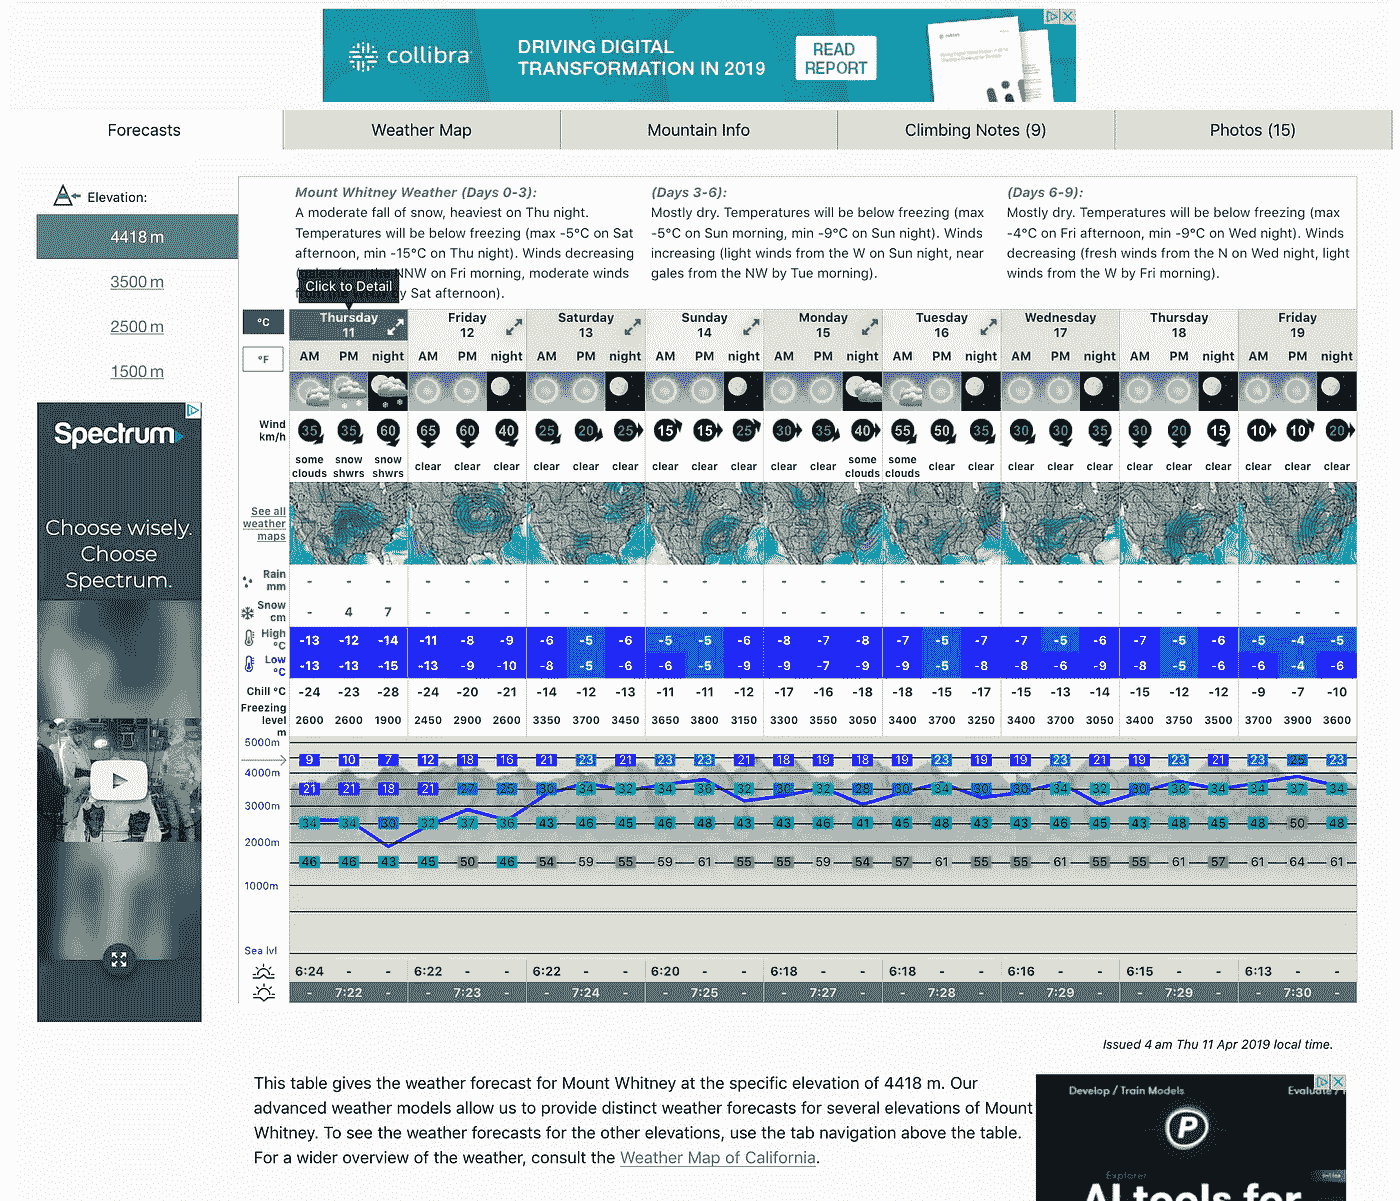 collibra
DRIVING DIGITAL
TRANSFORMATION IN 2019
READ
REPORT
Forecasts
Weather Map
Mountain Info
Climbing Notes (9)
Photos (15)
Elevation:
4418 m
3500 m
2500 m
1500 m
Spectrum
Choose wisely.
Choose
Spectrum.
Mount Whitney Weather (Days 0-3):
A moderate fall of snow, heaviest on Thu night.
Temperatures will be below freezing (max -5°C on Sat
afternoon, min -15°C on Thu night). Winds decreasing
(gales from the NNW on Fri morning, moderate winds
by Sat afternoon).
Click to Detail
(Days 3-6):
Mostly dry. Temperatures will be below freezing (max
-5°C on Sun morning, min -9°C on Sun night). Winds
increasing (light winds from the W on Sun night, near
gales from the NW by Tue morning).
(Days 6-9):
Mostly dry. Temperatures will be below freezing (max
-4°C on Fri afternoon, min -9°C on Wed night). Winds
decreasing (fresh winds from the N on Wed night, light
winds from the W by Fri morning).
°C
°F
Thursday Friday Saturday Sunday Monday Tuesday Wednesday Thursday Friday
11 12 13 14 15 16 17 18 19
AM PM night AM PM night AM PM night AM PM night AM PM night AM PM night AM PM night AM PM night AM PM night
Wind
km/h
35 35 60 65 60 40 25 20 25 15 15 25 30 35 40 55 50 35 30 30 35 30 20 15 10 10 20
some snow snow clear clear clear clear clear clear clear clear clear clear clear some some clear clear clear clear clear clear clear clear clear clear clear
clouds shwrs shwrs clouds clouds
See all
weather
maps
Rain
mm
- - - - - - - - - - - - - - - - - - - - - - - - - - -
Snow
cm
- 4 7 - - - - - - - - - - - - - - - - - - - - - - - -
High
°C
-13 -12 -14 -11 -8 -9 -6 -5 -6 -5 -5 -6 -8 -7 -8 -7 -5 -7 -7 -5 -6 -7 -5 -6 -5 -4 -5
Low
°C
-13 -13 -15 -13 -9 -10 -8 -5 -6 -6 -5 -9 -9 -7 -9 -9 -5 -8 -8 -6 -9 -8 -5 -6 -6 -4 -6
Chill °C
-24 -23 -28 -24 -20 -21 -14 -12 -13 -11 -11 -12 -17 -16 -18 -18 -15 -17 -15 -13 -14 -15 -12 -12 -9 -7 -10
Freezing
level
m
2600 2600 1900 2450 2900 2600 3350 3700 3450 3650 3800 3150 3300 3550 3050 3400 3700 3250 3400 3700 3050 3400 3750 3500 3700 3900 3600
5000m
9 10 7 12 18 16 21 23 21 23 23 21 18 19 18 19 23 19 19 23 21 19 23 21 23 25 23
4000m
21 21 18 21 27 25 30 34 32 34 36 32 30 32 28 30 34 30 30 34 32 30 36 34 34 37 34
3000m
34 34 30 32 37 36 43 46 45 46 48 43 43 46 41 45 48 43 43 46 45 43 48 45 48 50 48
2000m
46 46 43 45 50 46 54 59 55 59 61 55 55 59 54 57 61 55 55 61 55 55 61 57 61 64 61
1000m
Sea lvl
6:24 - - 6:22 - - 6:22 - - 6:20 - - 6:18 - - 6:18 - - 6:16 - - 6:15 - - 6:13 - -
- 7:22 - - 7:23 - - 7:24 - - 7:25 - - 7:27 - - 7:28 - - 7:29 - - 7:29 - - 7:30 -
Issued 4 am Thu 11 Apr 2019 local time.
This table gives the weather forecast for Mount Whitney at the specific elevation of 4418 m. Our
advanced weather models allow us to provide distinct weather forecasts for several elevations of Mount
Whitney. To see the weather forecasts for the other elevations, use the tab navigation above the table.
For a wider overview of the weather, consult the Weather Map of California.
Develop / Train Models
P
Explorer
AI tools for